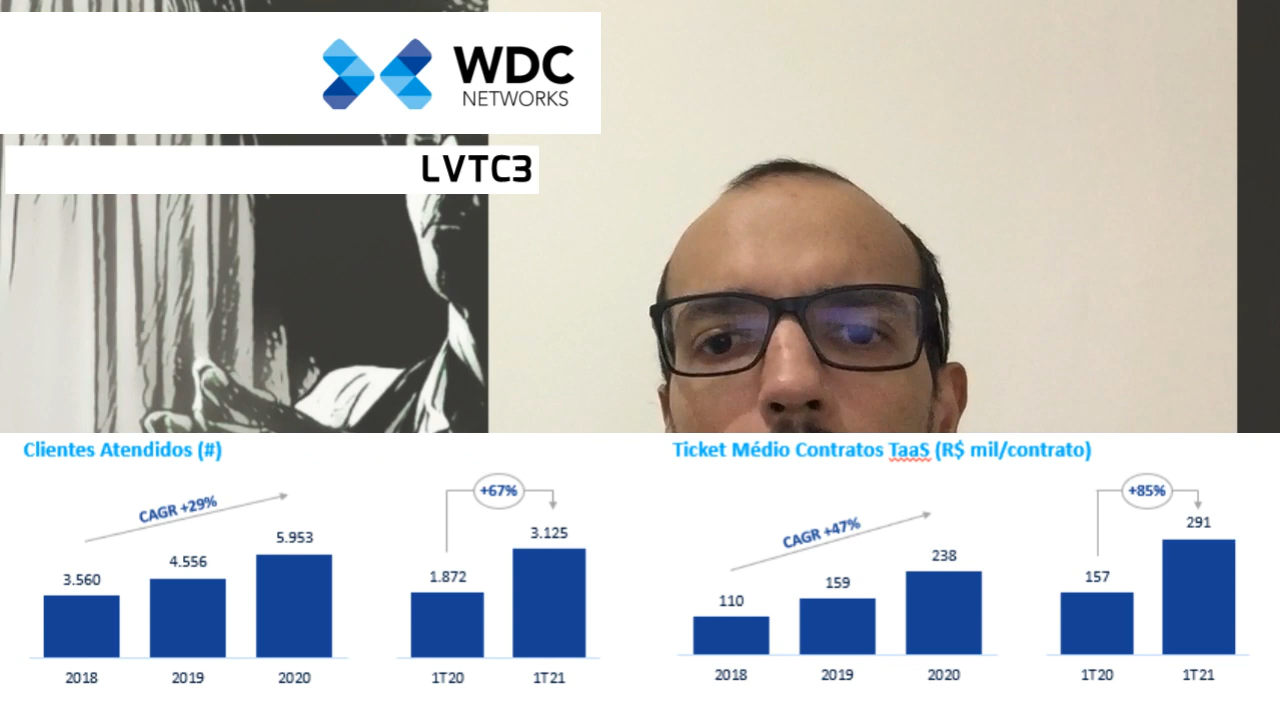 WDC
NETWORKS
LVTC3
Clientes Atendidos (#)
CAGR +29%
+67%
3.560
4.556
5.953
1.872
3.125
2018
2019
2020
1T20
1T21
Ticket Médio Contratos TaaS (R$ mil/contrato)
CAGR +47%
+85%
110
159
238
157
291
2018
2019
2020
1T20
1T21